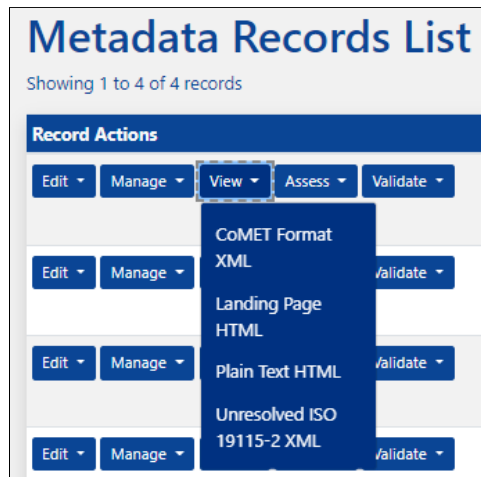 Metadata Records List
Showing 1 to 4 of 4 records
Record Actions
Edit Manage View Assess Validate
CoMET Format
XML
Edit Manage Validate
Landing Page
HTML
Edit Manage Validate
Plain Text HTML
Unresolved ISO
19115-2 XML
Edit Manage Validate